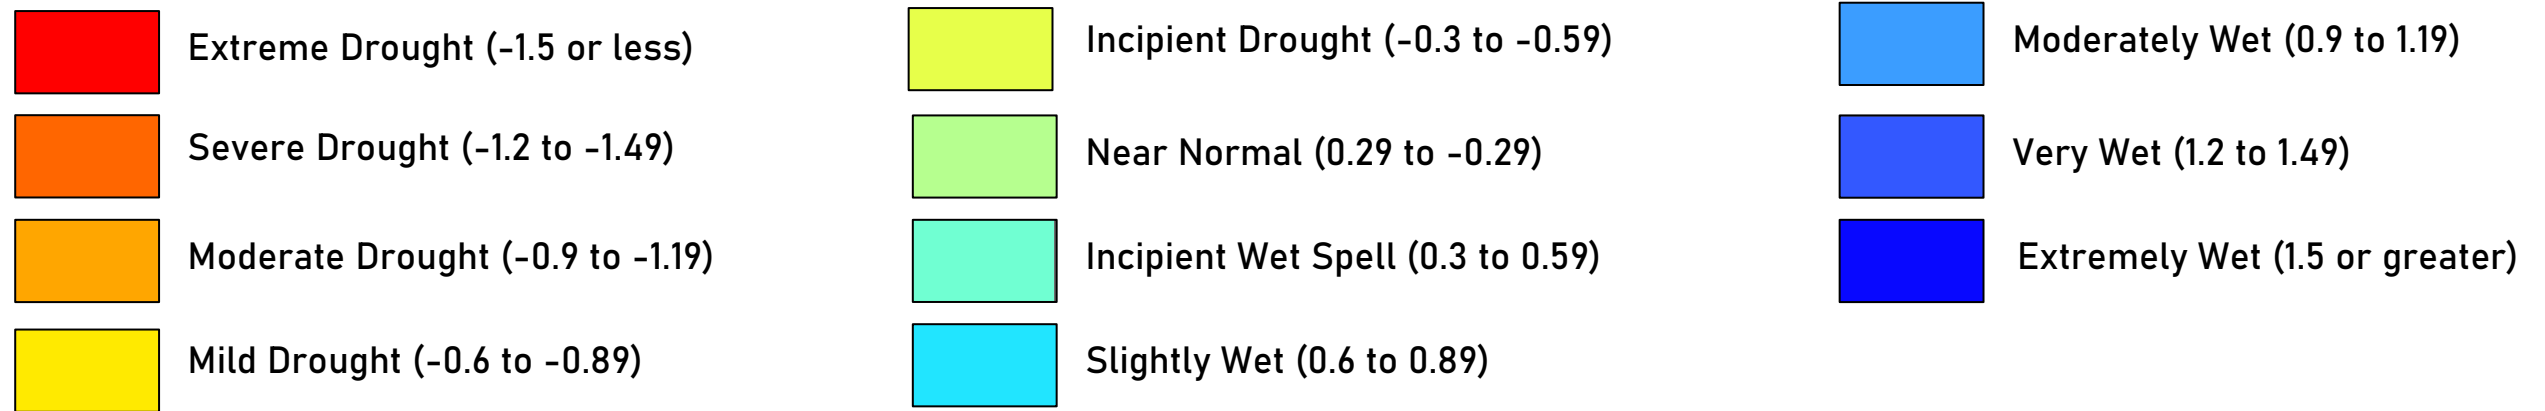 Extreme Drought (-1.5 or less)
Severe Drought (-1.2 to -1.49)
Moderate Drought (-0.9 to -1.19)
Mild Drought (-0.6 to -0.89)
Incipient Drought (-0.3 to -0.59)
Near Normal (0.29 to -0.29)
Incipient Wet Spell (0.3 to 0.59)
Slightly Wet (0.6 to 0.89)
Moderately Wet (0.9 to 1.19)
Very Wet (1.2 to 1.49)
Extremely Wet (1.5 or greater)